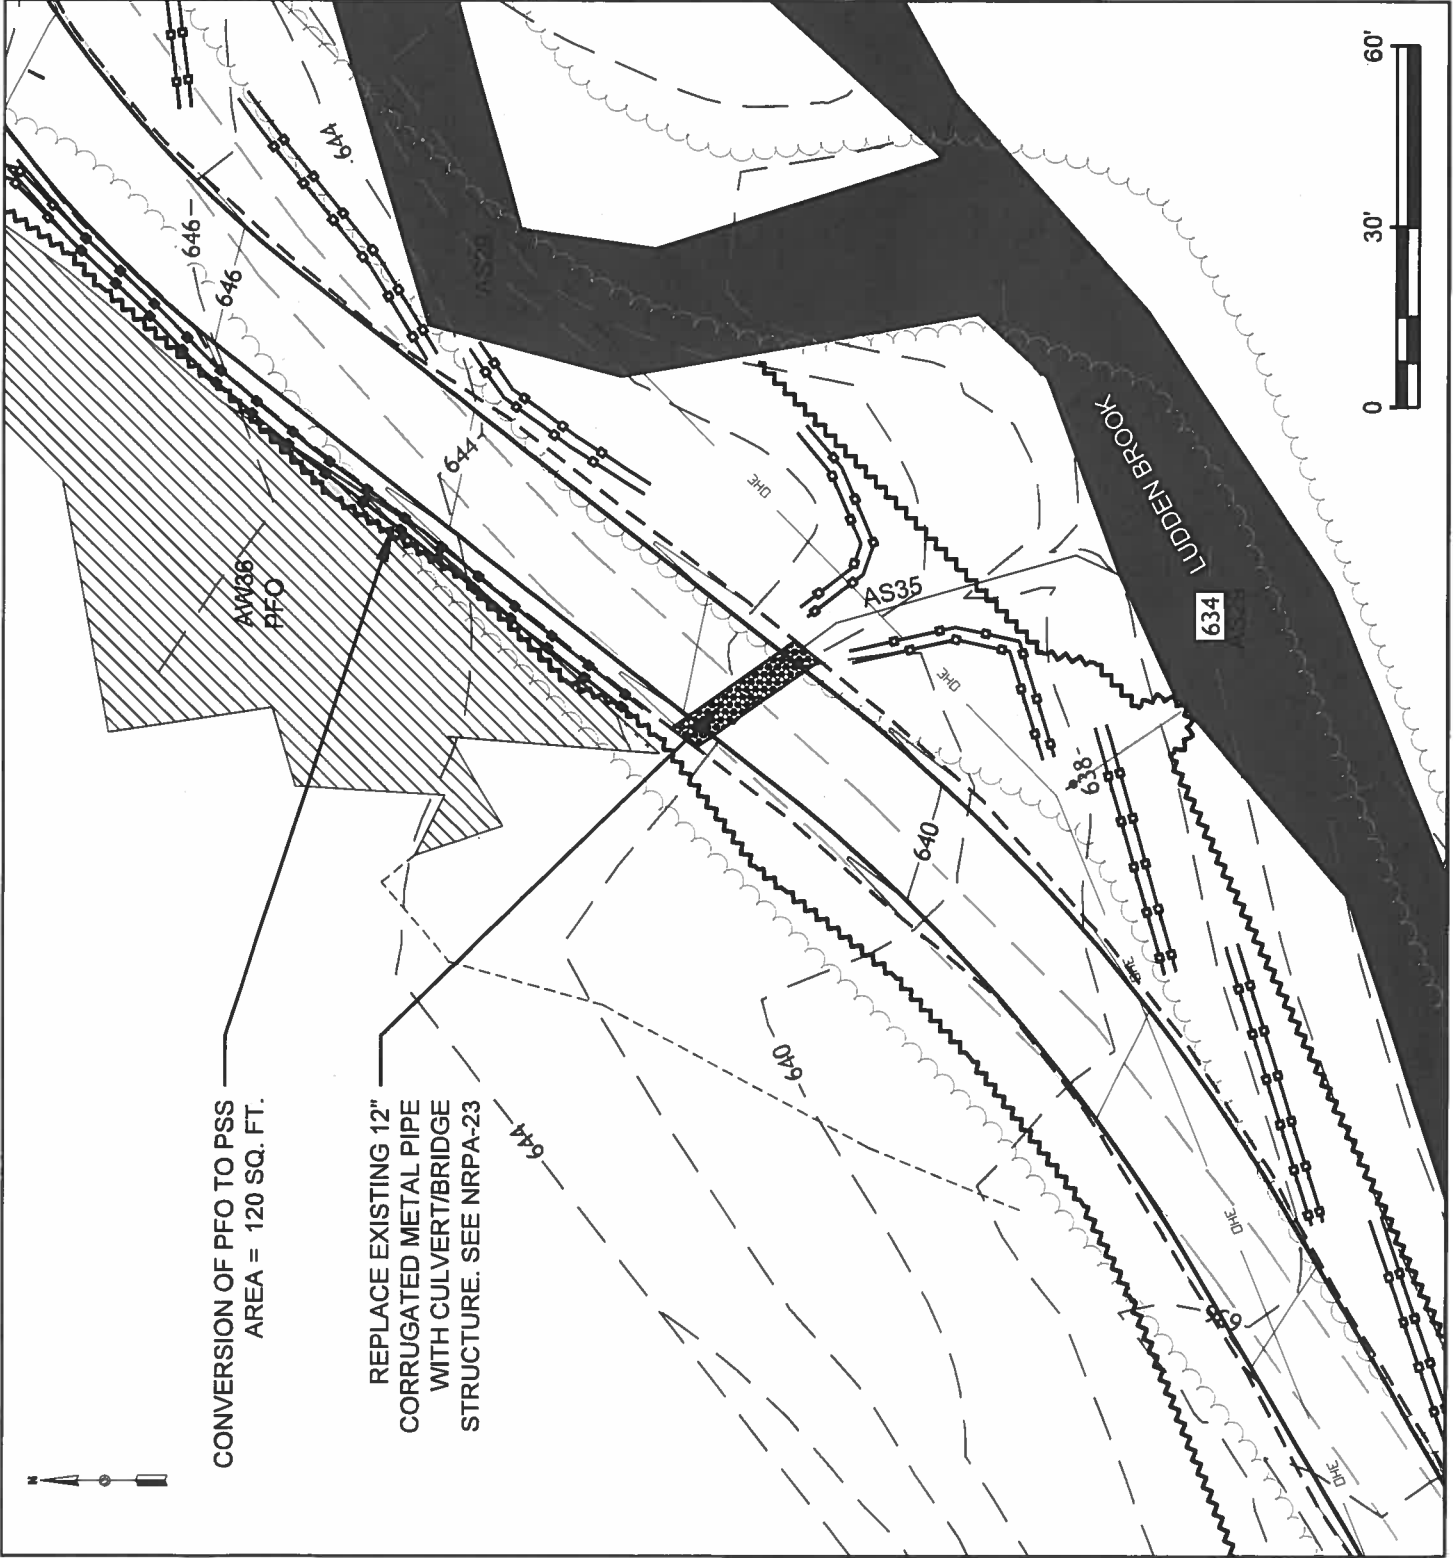 N
CONVERSION OF PFO TO PSS
AREA = 120 SQ. FT.
REPLACE EXISTING 12"
CORRUGATED METAL PIPE
WITH CULVERT/BRIDGE
STRUCTURE. SEE NRPA-23
AW36
PFO
646
646
644
644
644
640
640
638
634
AS35
AS29
LUDDEN BROOK
OHE
OHE
OHE
OHE
OHE
0
30'
60'